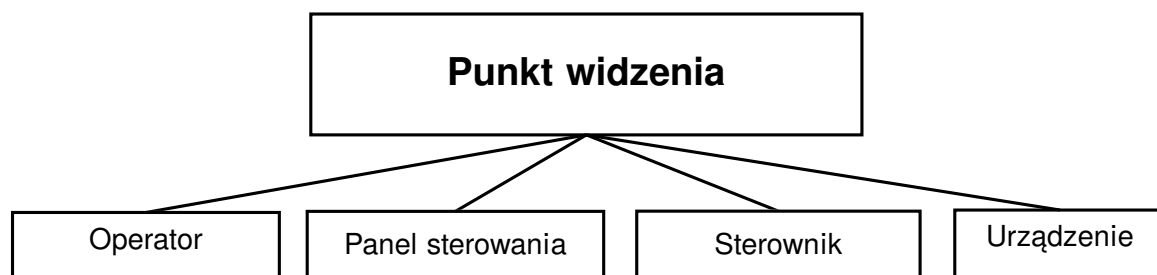 Punkt widzenia
Operator
Panel sterowania
Sterownik
Urządzenie